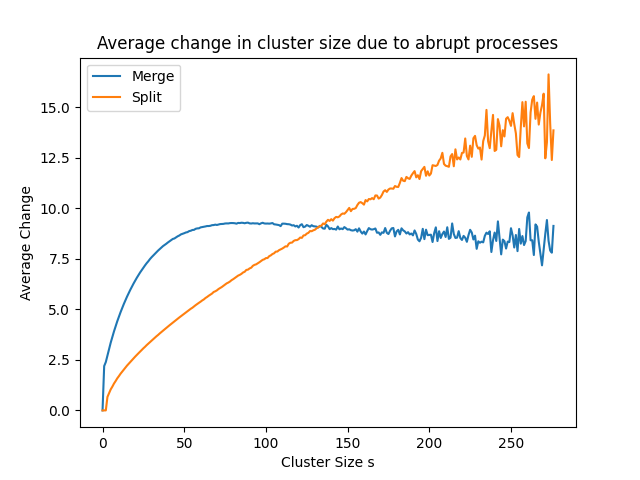 Average change in cluster size due to abrupt processes
Merge
Split
15.0
12.5
10.0
7.5
5.0
2.5
0.0
Average Change
0 50 100 150 200 250
Cluster Size s